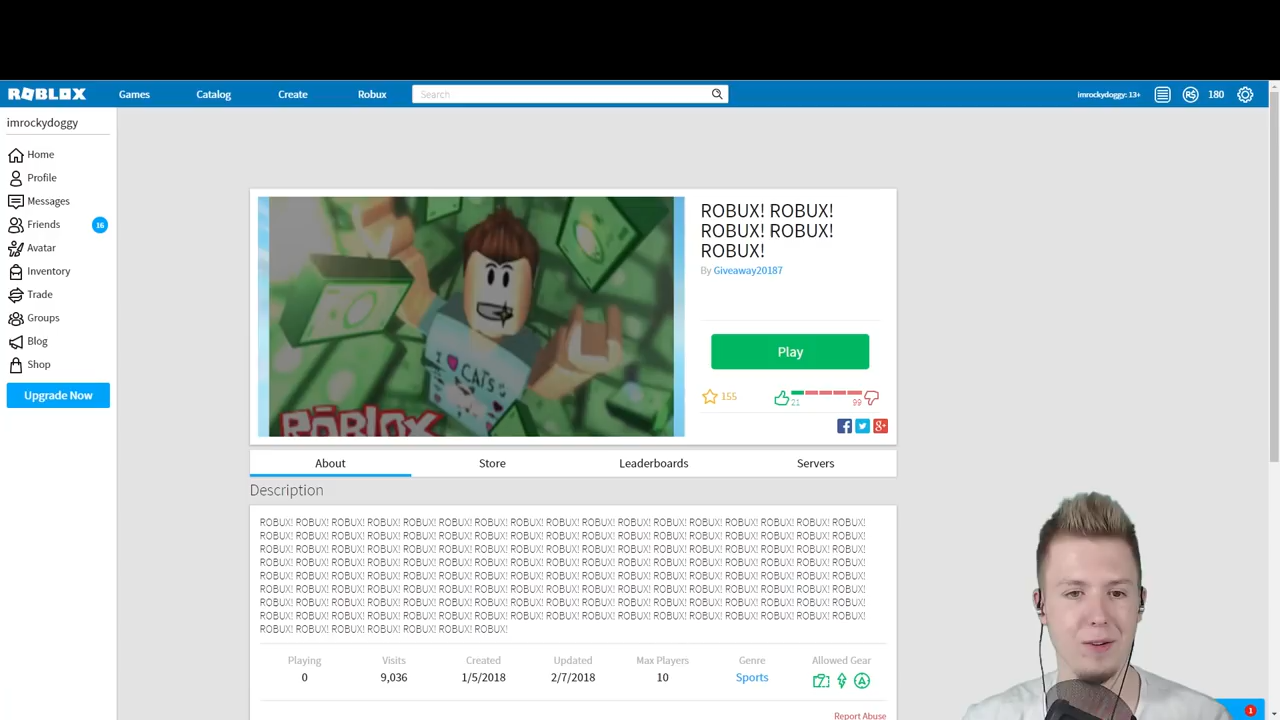 ROBLOX Games Catalog Create Robux Search imrockydoggy: 13+ 180
imrockydoggy
Home
Profile
Messages
Friends 16
Avatar
Inventory
Trade
Groups
Blog
Shop
Upgrade Now
I CATS
ROBLOX
ROBUX! ROBUX!
ROBUX! ROBUX!
ROBUX!
By Giveaway20187
Play
155 21 99
About Store Leaderboards Servers
Description
ROBUX! ROBUX! ROBUX! ROBUX! ROBUX! ROBUX! ROBUX! ROBUX! ROBUX! ROBUX! ROBUX! ROBUX! ROBUX! ROBUX! ROBUX! ROBUX! ROBUX!
ROBUX! ROBUX! ROBUX! ROBUX! ROBUX! ROBUX! ROBUX! ROBUX! ROBUX! ROBUX! ROBUX! ROBUX! ROBUX! ROBUX! ROBUX! ROBUX! ROBUX!
ROBUX! ROBUX! ROBUX! ROBUX! ROBUX! ROBUX! ROBUX! ROBUX! ROBUX! ROBUX! ROBUX! ROBUX! ROBUX! ROBUX! ROBUX! ROBUX! ROBUX!
ROBUX! ROBUX! ROBUX! ROBUX! ROBUX! ROBUX! ROBUX! ROBUX! ROBUX! ROBUX! ROBUX! ROBUX! ROBUX! ROBUX! ROBUX! ROBUX! ROBUX!
ROBUX! ROBUX! ROBUX! ROBUX! ROBUX! ROBUX! ROBUX! ROBUX! ROBUX! ROBUX! ROBUX! ROBUX! ROBUX! ROBUX! ROBUX! ROBUX! ROBUX!
ROBUX! ROBUX! ROBUX! ROBUX! ROBUX! ROBUX! ROBUX! ROBUX! ROBUX! ROBUX! ROBUX! ROBUX! ROBUX! ROBUX! ROBUX! ROBUX! ROBUX!
ROBUX! ROBUX! ROBUX! ROBUX! ROBUX! ROBUX! ROBUX! ROBUX! ROBUX! ROBUX! ROBUX! ROBUX! ROBUX! ROBUX! ROBUX! ROBUX! ROBUX!
ROBUX! ROBUX! ROBUX! ROBUX! ROBUX! ROBUX! ROBUX! ROBUX! ROBUX! ROBUX! ROBUX! ROBUX! ROBUX! ROBUX! ROBUX! ROBUX! ROBUX!
ROBUX! ROBUX! ROBUX! ROBUX! ROBUX! ROBUX! ROBUX!
Playing Visits Created Updated Max Players Genre Allowed Gear
0 9,036 1/5/2018 2/7/2018 10 Sports
Report Abuse
1